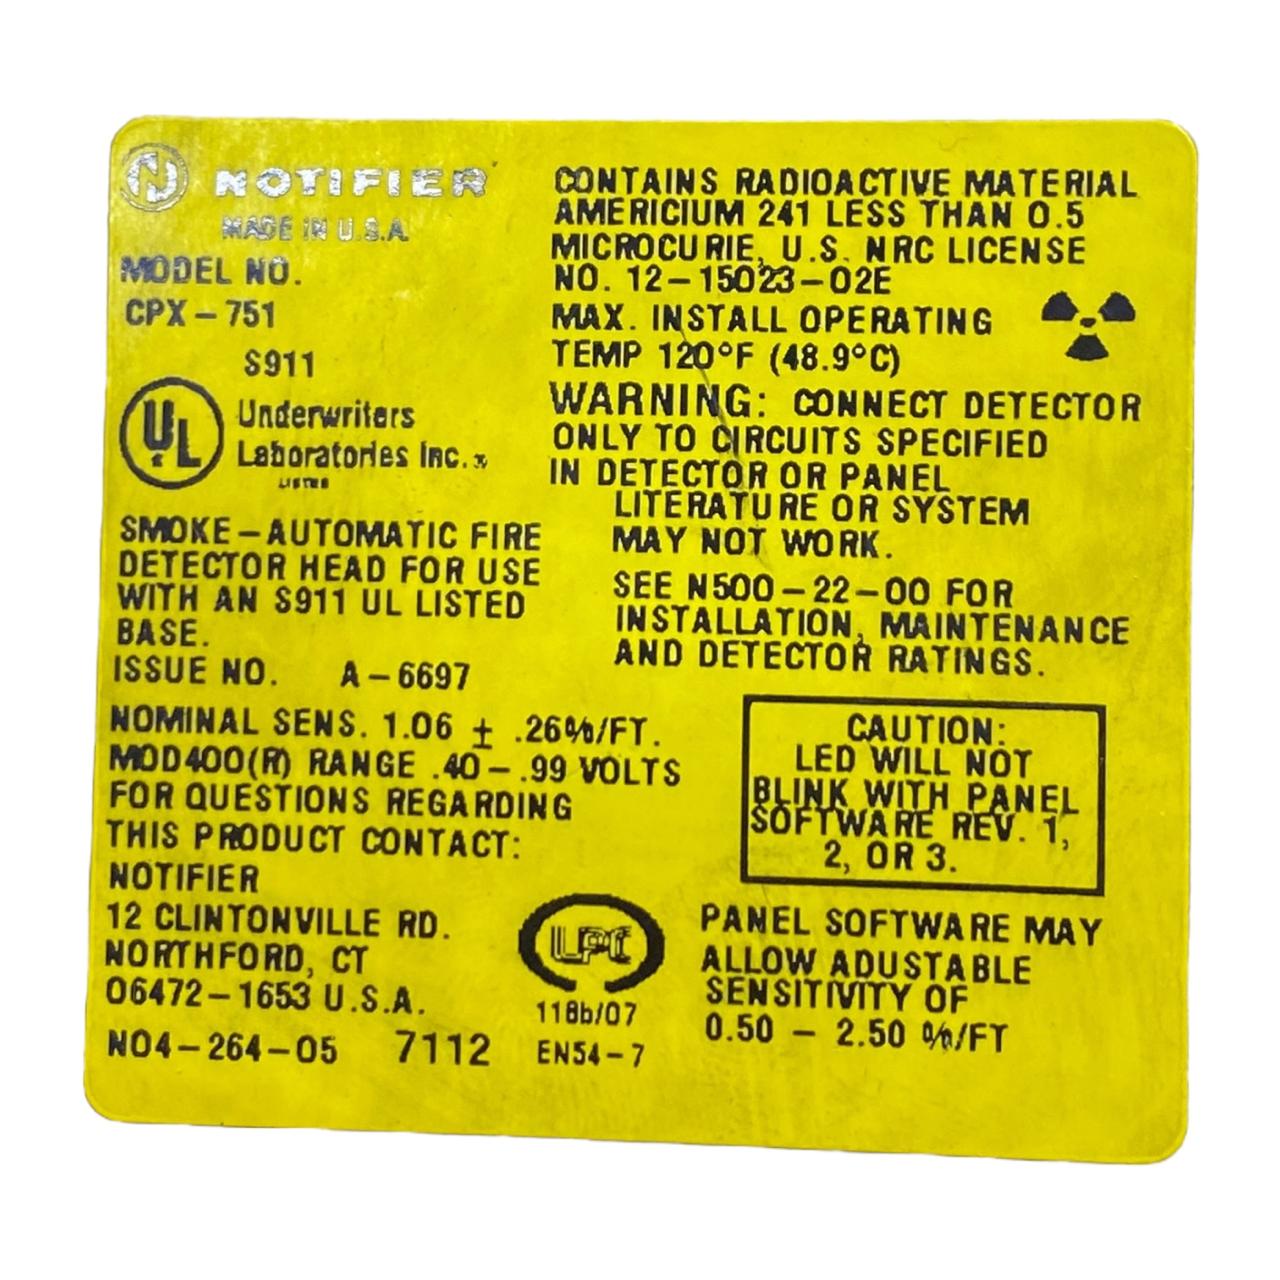 NOTIFIER
MADE IN U.S.A.
MODEL NO.
CPX-751
S911
UL
Underwriters
Laboratories Inc.®
LISTED
SMOKE-AUTOMATIC FIRE
DETECTOR HEAD FOR USE
WITH AN S911 UL LISTED
BASE.
ISSUE NO. A-6697
NOMINAL SENS. 1.06 ± .26%/FT.
MOD400(R) RANGE .40-.99 VOLTS
FOR QUESTIONS REGARDING
THIS PRODUCT CONTACT:
NOTIFIER
12 CLINTONVILLE RD.
NORTHFORD, CT
06472-1653 U.S.A.
N04-264-05 7112
LPC
118b/07
EN54-7
CONTAINS RADIOACTIVE MATERIAL
AMERICIUM 241 LESS THAN 0.5
MICROCURIE, U.S. NRC LICENSE
NO. 12-15023-02E
MAX. INSTALL OPERATING
TEMP 120°F (48.9°C)
WARNING: CONNECT DETECTOR
ONLY TO CIRCUITS SPECIFIED
IN DETECTOR OR PANEL
LITERATURE OR SYSTEM
MAY NOT WORK.
SEE N500-22-00 FOR
INSTALLATION, MAINTENANCE
AND DETECTOR RATINGS.
CAUTION:
LED WILL NOT
BLINK WITH PANEL
SOFTWARE REV. 1,
2, OR 3.
PANEL SOFTWARE MAY
ALLOW ADUSTABLE
SENSITIVITY OF
0.50 - 2.50 %/FT